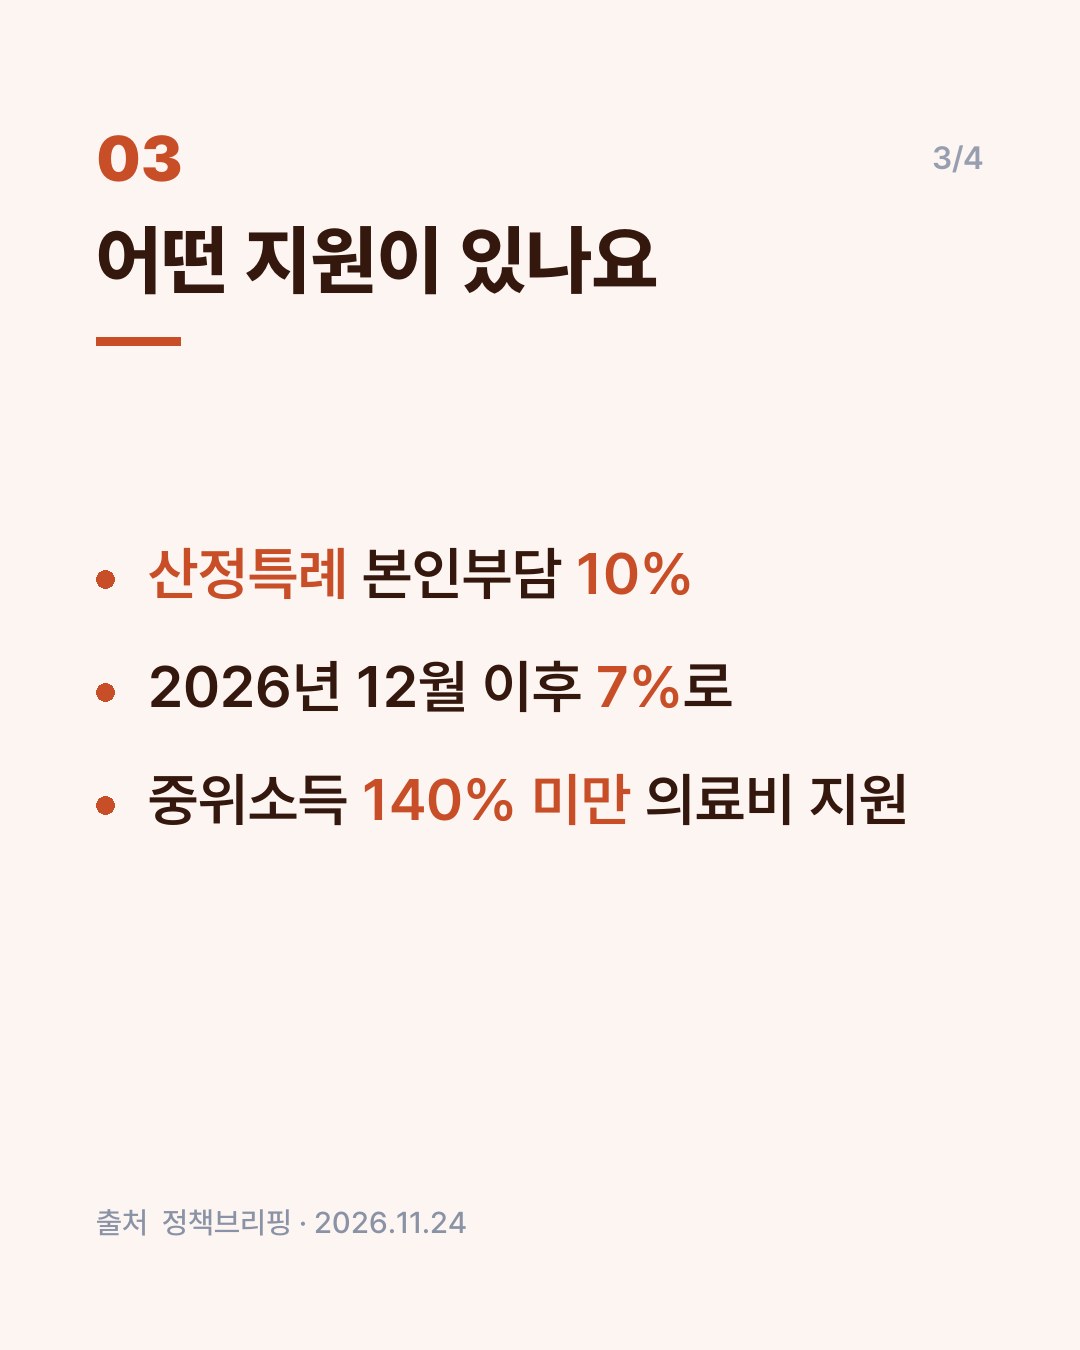 03
3/4
어떤 지원이 있나요
• 산정특례 본인부담 10%
• 2026년 12월 이후 7%로
• 중위소득 140% 미만 의료비 지원
출처 정책브리핑 · 2026.11.24